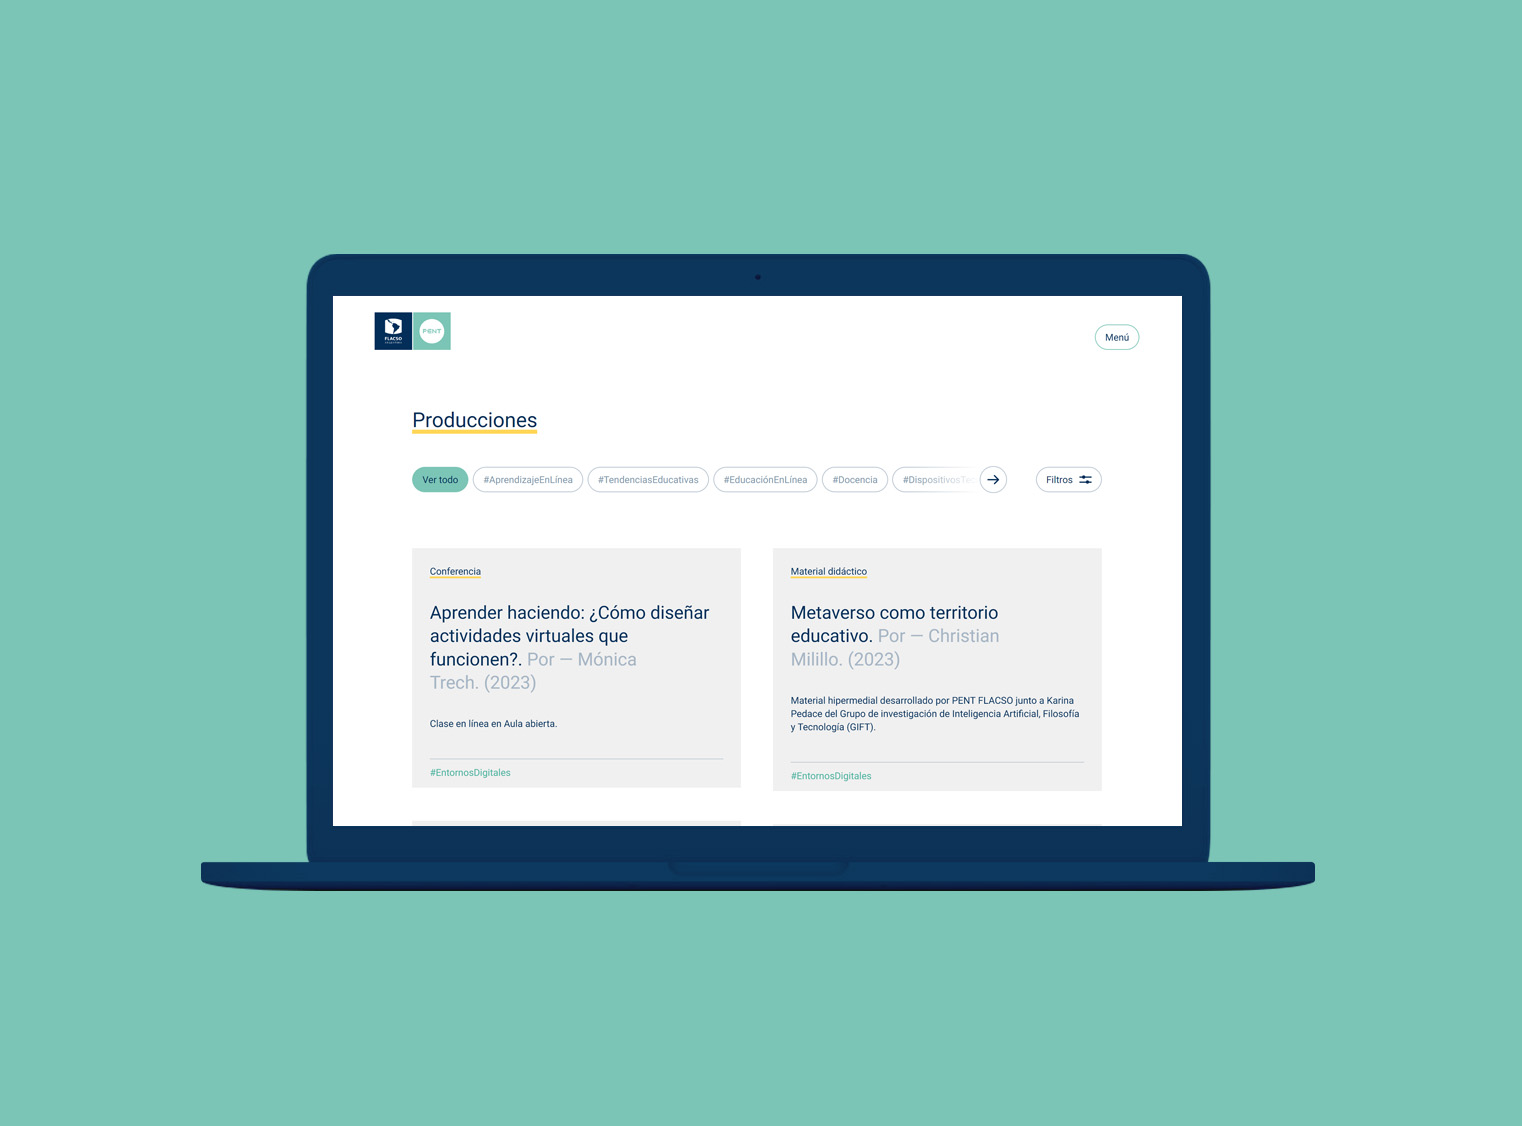 FLACSO
PENT
Menú
Producciones
Ver todo
#AprendizajeEnLínea
#TendenciasEducativas
#EducaciónEnLínea
#Docencia
#Dispositivos
Filtros
Conferencia
Aprender haciendo: ¿Cómo diseñar
actividades virtuales que
funcionen?. Por — Mónica
Trech. (2023)
Clase en línea en Aula abierta.
#EntornosDigitales
Material didáctico
Metaverso como territorio
educativo. Por — Christian
Milillo. (2023)
Material hipermedial desarrollado por PENT FLACSO junto a Karina
Pedace del Grupo de investigación de Inteligencia Artificial, Filosofía
y Tecnología (GIFT).
#EntornosDigitales